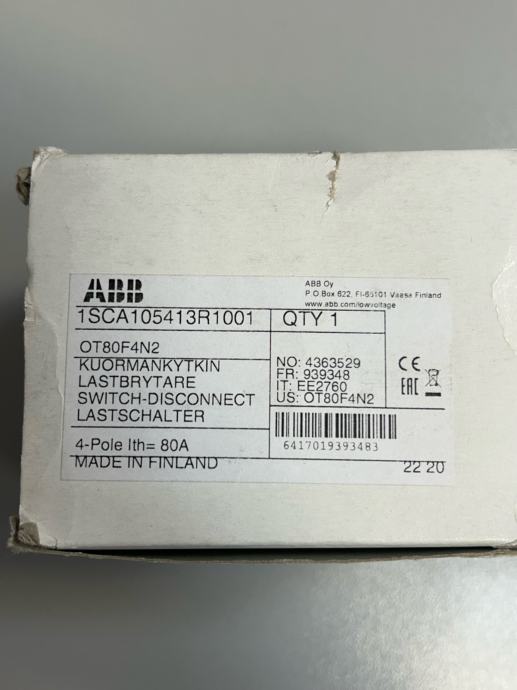 ABB
ABB Oy
P.O.Box 622, FI-65101 Vaasa Finland
www.abb.com/lowvoltage
1SCA105413R1001
QTY 1
OT80F4N2
KUORMANKYTKIN
LASTBRYTARE
SWITCH-DISCONNECT
LASTSCHALTER
NO: 4363529
FR: 939348
IT: EE2760
US: OT80F4N2
CE
EAC
6417019393483
4-Pole Ith= 80A
MADE IN FINLAND
22 20